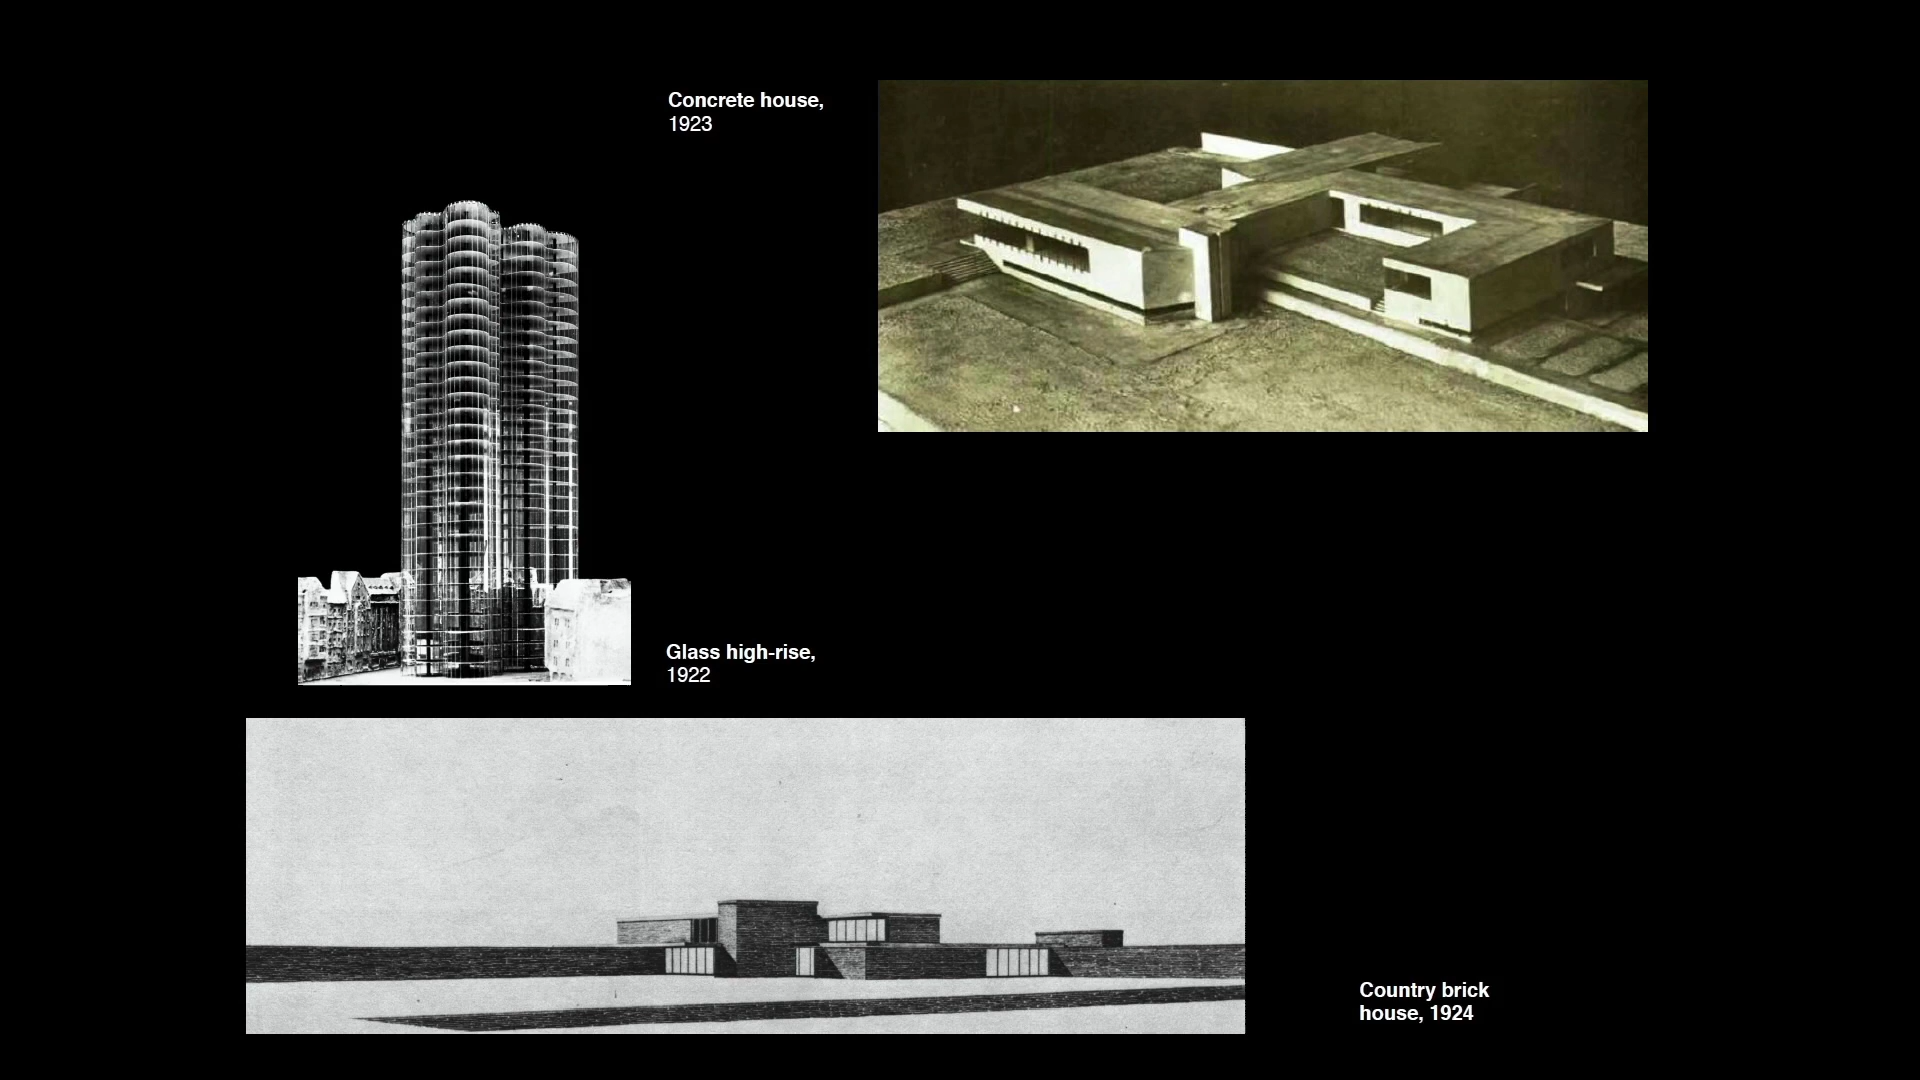 Concrete house,
1923
Glass high-rise,
1922
Country brick
house, 1924